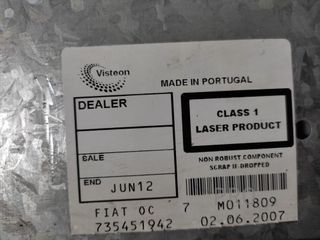 Visteon
MADE IN PORTUGAL
DEALER
CLASS 1
LASER PRODUCT
SALE
NON ROBUST COMPONENT
SCRAP IF DROPPED
END JUN12
FIAT OC 7 M011809
735451942 02.06.2007